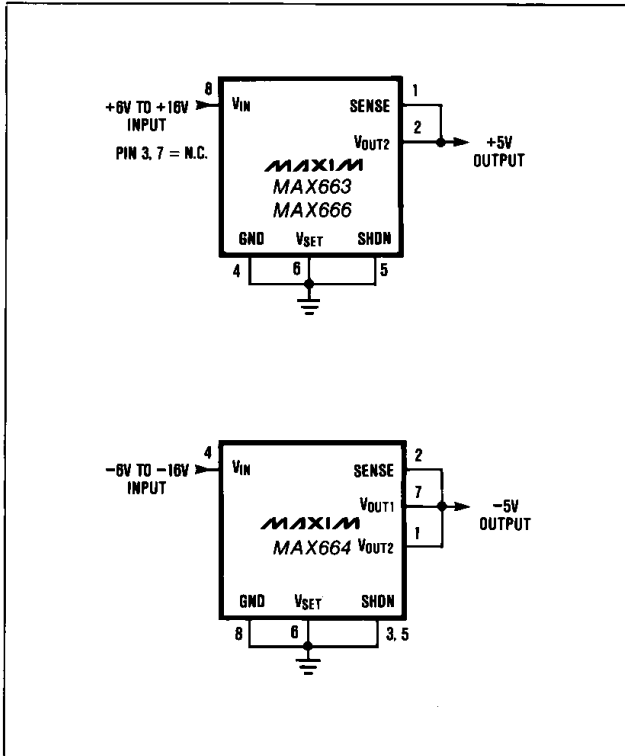 8
1
+6V TO +16V
INPUT
VIN
SENSE
2
VOUT2
+5V
OUTPUT
PIN 3, 7 = N.C.
MAXIM
MAX663
MAX666
GND VSET SHDN
4 6 5
4
2
-6V TO -16V
INPUT
VIN
SENSE
7
VOUT1
-5V
OUTPUT
MAXIM
1
MAX664 VOUT2
GND VSET SHDN
8 6 3, 5